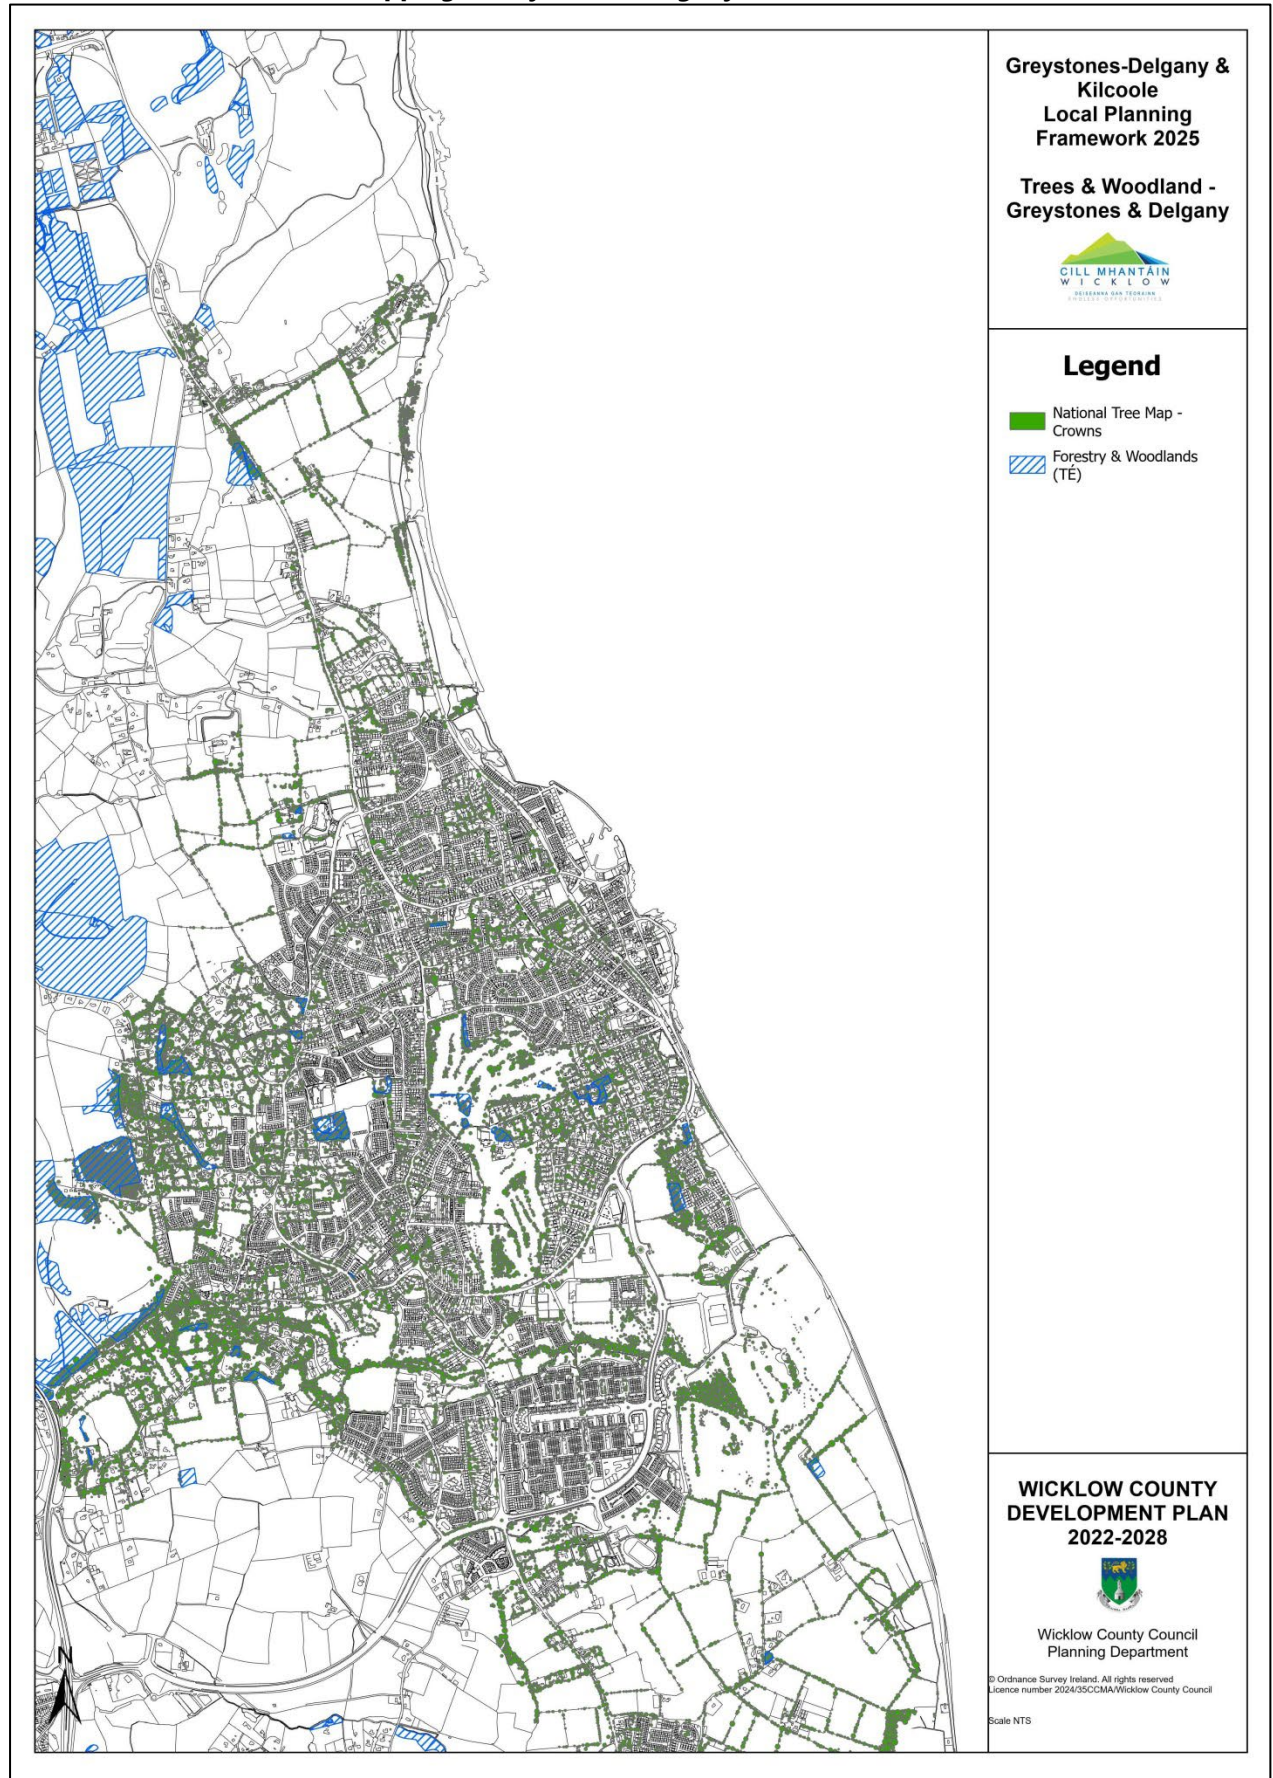 Greystones-Delgany &
Kilcoole
Local Planning
Framework 2025
Trees & Woodland -
Greystones & Delgany
CILL MHANTÁIN
WICKLOW
Legend
National Tree Map -
Crowns
Forestry & Woodlands
(TÉ)
WICKLOW COUNTY
DEVELOPMENT PLAN
2022-2028
Wicklow County Council
Planning Department
© Ordnance Survey Ireland. All rights reserved
Licence number 2024/35CCMA/Wicklow County Council
Scale NTS
N